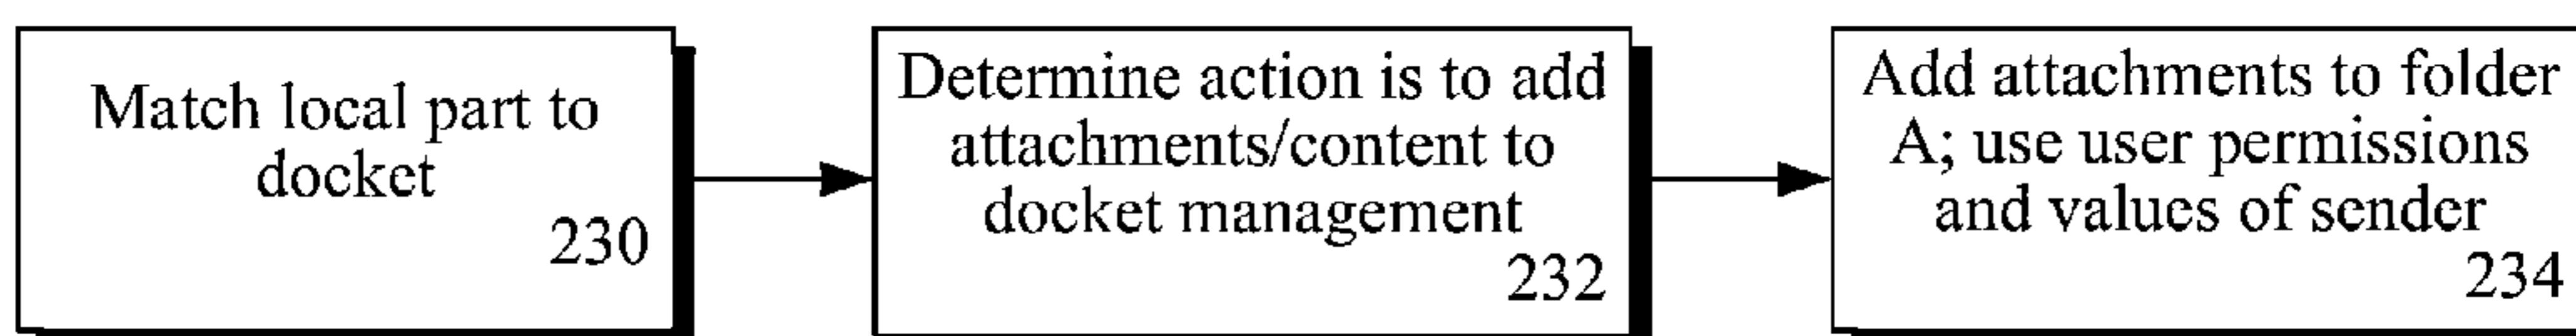 Match local part to
docket
230
Determine action is to add
attachments/content to
docket management
232
Add attachments to folder
A; use user permissions
and values of sender
234